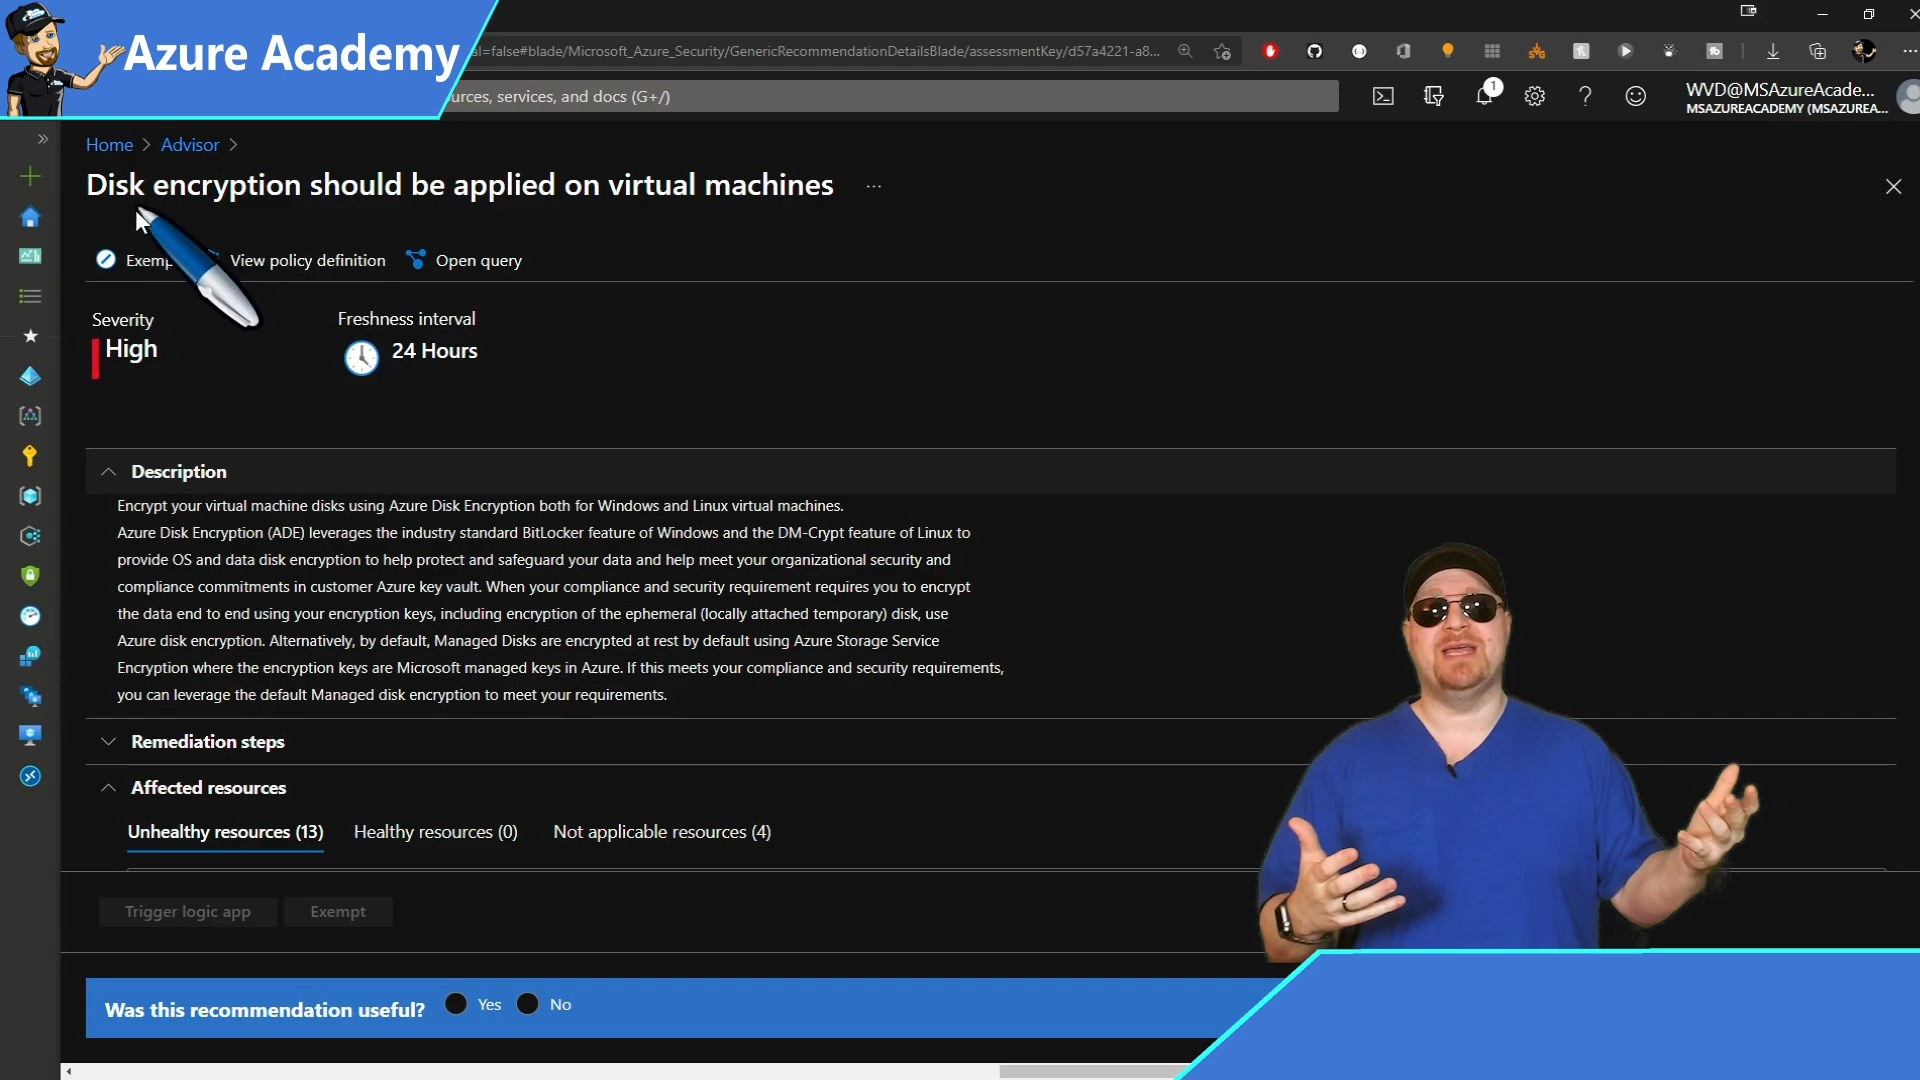 Azure Academy
al=false#blade/Microsoft_Azure_Security/GenericRecommendationDetailsBlade/assessmentKey/d57a4221-a8...
urces, services, and docs (G+/)
1
WVD@MSAzureAcade...
MSAZUREACADEMY (MSAZUREA...
Home > Advisor >
Disk encryption should be applied on virtual machines ...
Exemp
View policy definition
Open query
Severity
High
Freshness interval
24 Hours
Description
Encrypt your virtual machine disks using Azure Disk Encryption both for Windows and Linux virtual machines.
Azure Disk Encryption (ADE) leverages the industry standard BitLocker feature of Windows and the DM-Crypt feature of Linux to
provide OS and data disk encryption to help protect and safeguard your data and help meet your organizational security and
compliance commitments in customer Azure key vault. When your compliance and security requirement requires you to encrypt
the data end to end using your encryption keys, including encryption of the ephemeral (locally attached temporary) disk, use
Azure disk encryption. Alternatively, by default, Managed Disks are encrypted at rest by default using Azure Storage Service
Encryption where the encryption keys are Microsoft managed keys in Azure. If this meets your compliance and security requirements,
you can leverage the default Managed disk encryption to meet your requirements.
Remediation steps
Affected resources
Unhealthy resources (13)
Healthy resources (0)
Not applicable resources (4)
Trigger logic app
Exempt
Was this recommendation useful?
Yes
No